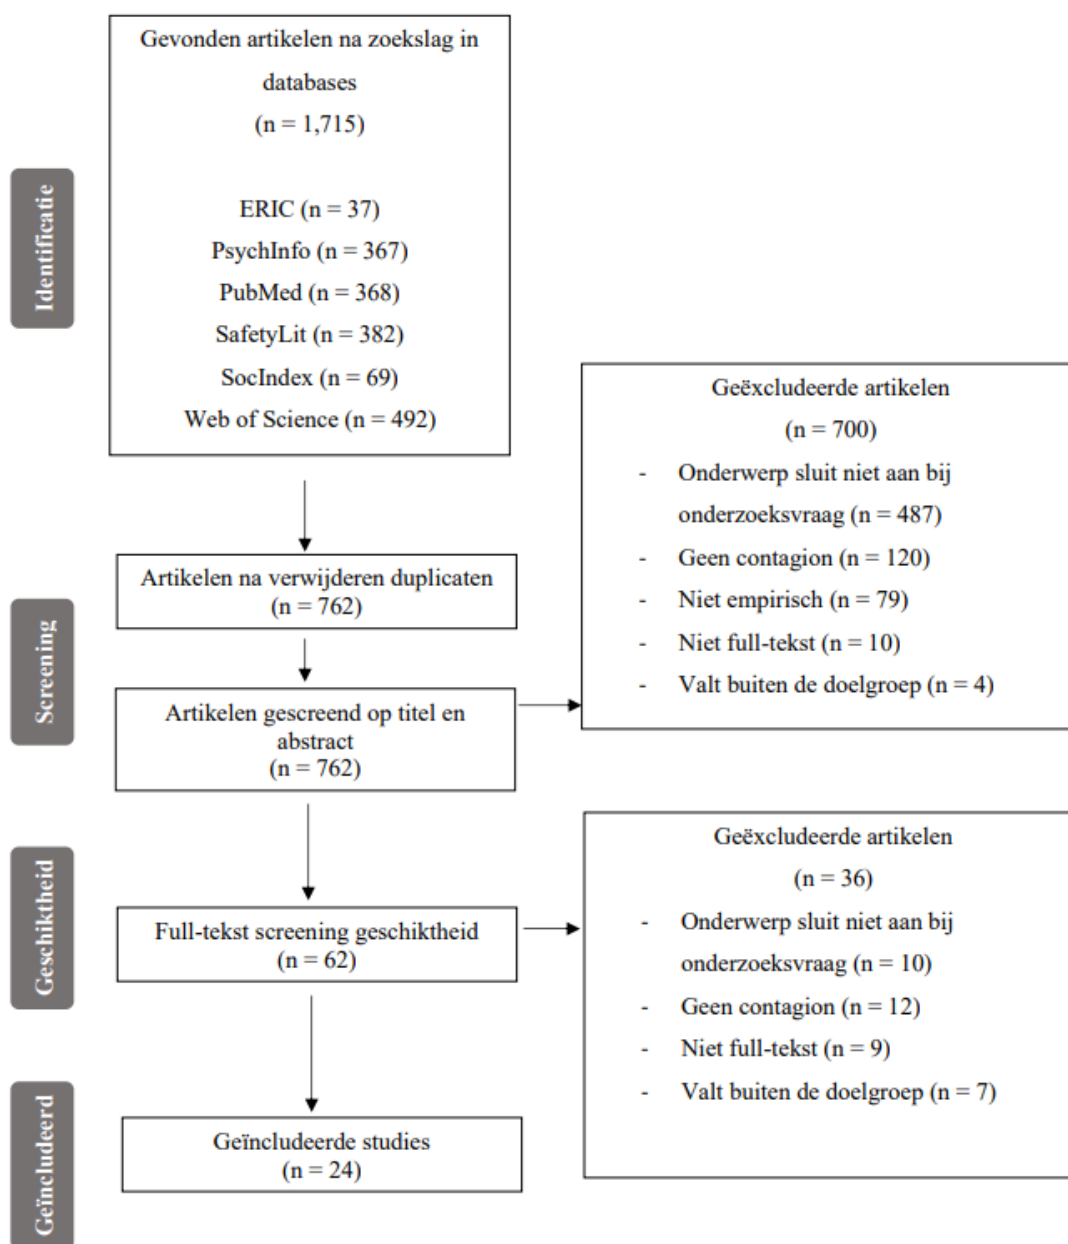 Gevonden artikelen na zoekslag in
databases
(n = 1,715)
ERIC (n = 37)
PsychInfo (n = 367)
PubMed (n = 368)
SafetyLit (n = 382)
SocIndex (n = 69)
Web of Science (n = 492)
Identificatie
Geëxcludeerde artikelen
(n = 700)
- Onderwerp sluit niet aan bij
onderzoeksvraag (n = 487)
- Geen contagion (n = 120)
- Niet empirisch (n = 79)
- Niet full-tekst (n = 10)
- Valt buiten de doelgroep (n = 4)
Artikelen na verwijderen duplicaten
(n = 762)
Screening
Artikelen gescreend op titel en
abstract
(n = 762)
Geëxcludeerde artikelen
(n = 36)
- Onderwerp sluit niet aan bij
onderzoeksvraag (n = 10)
- Geen contagion (n = 12)
- Niet full-tekst (n = 9)
- Valt buiten de doelgroep (n = 7)
Geschiktheid
Full-tekst screening geschiktheid
(n = 62)
Geïncludeerd
Geïncludeerde studies
(n = 24)